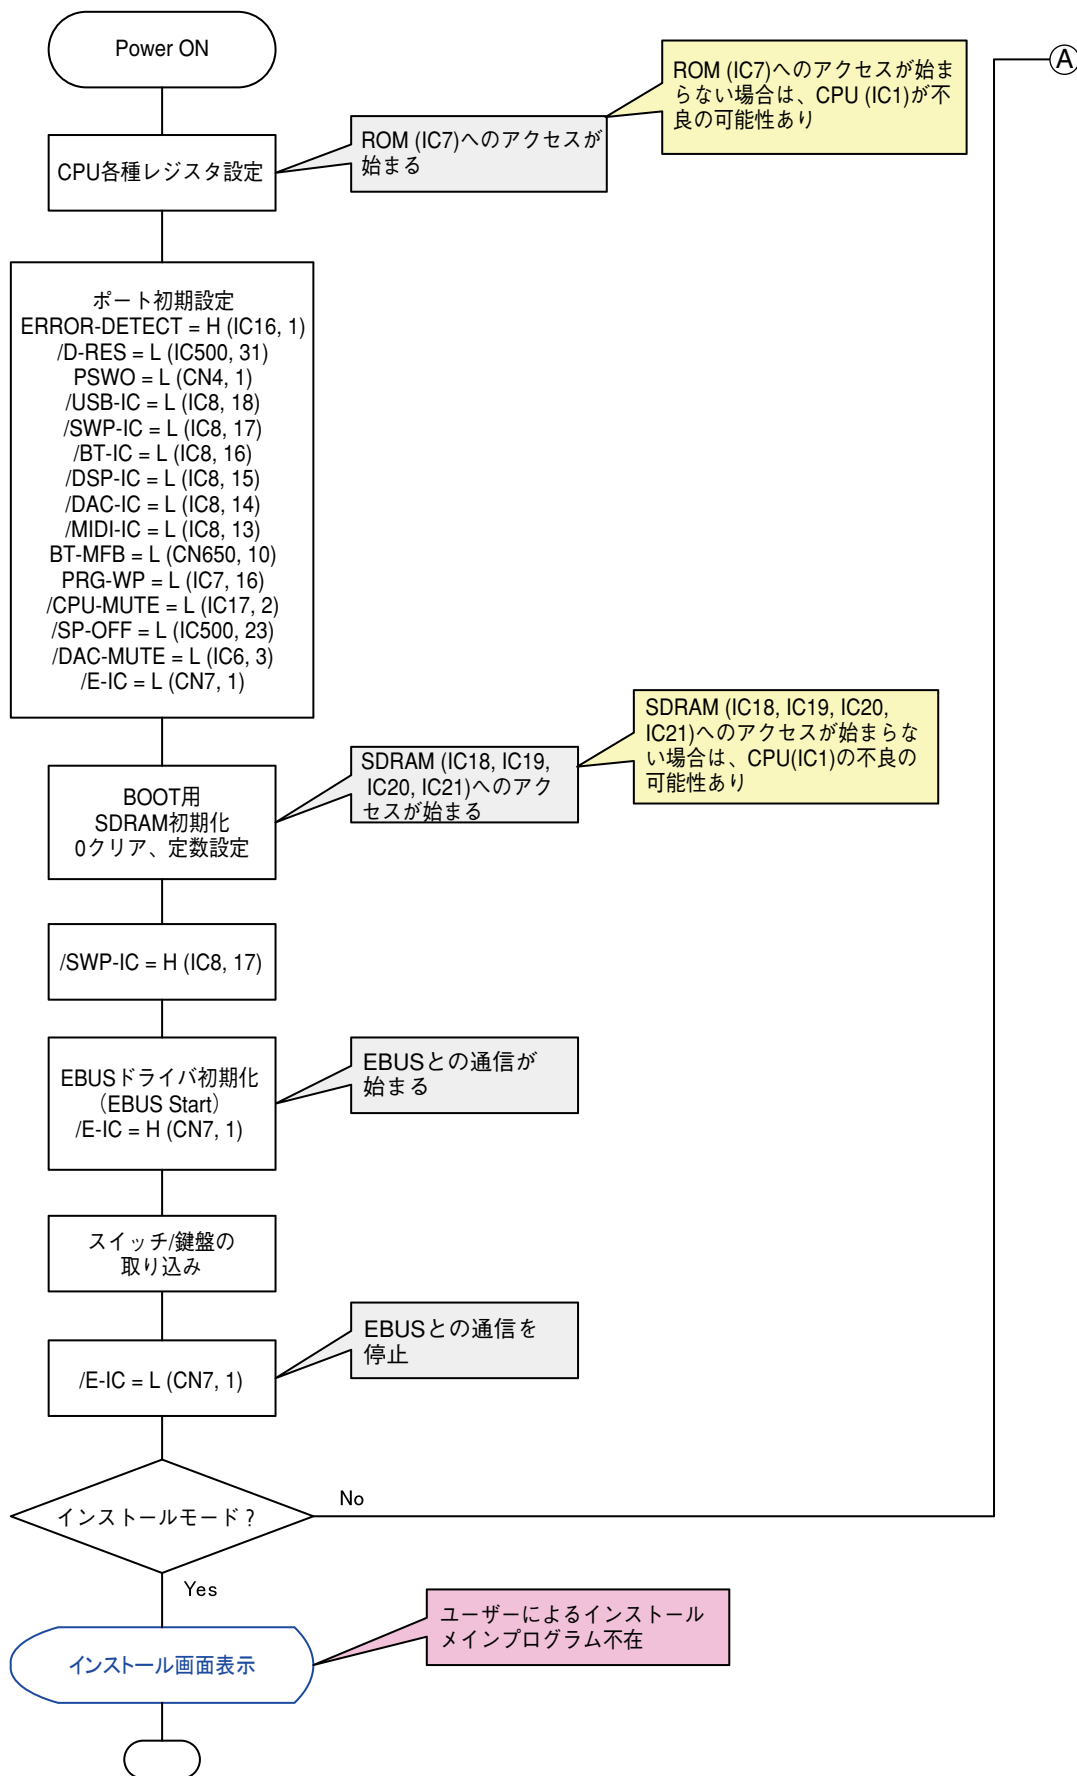 Power ON
Ⓐ
ROM (IC7)へのアクセスが始ま
らない場合は、CPU (IC1)が不
良の可能性あり
ROM (IC7)へのアクセスが
始まる
CPU各種レジスタ設定
ポート初期設定
ERROR-DETECT = H (IC16, 1)
/D-RES = L (IC500, 31)
PSWO = L (CN4, 1)
/USB-IC = L (IC8, 18)
/SWP-IC = L (IC8, 17)
/BT-IC = L (IC8, 16)
/DSP-IC = L (IC8, 15)
/DAC-IC = L (IC8, 14)
/MIDI-IC = L (IC8, 13)
BT-MFB = L (CN650, 10)
PRG-WP = L (IC7, 16)
/CPU-MUTE = L (IC17, 2)
/SP-OFF = L (IC500, 23)
/DAC-MUTE = L (IC6, 3)
/E-IC = L (CN7, 1)
SDRAM (IC18, IC19, IC20,
IC21)へのアクセスが始まらな
い場合は、CPU(IC1)の不良の
可能性あり
SDRAM (IC18, IC19,
IC20, IC21)へのアク
セスが始まる
BOOT用
SDRAM初期化
0クリア、定数設定
/SWP-IC = H (IC8, 17)
EBUSドライバ初期化
（EBUS Start）
/E-IC = H (CN7, 1)
EBUSとの通信が
始まる
スイッチ/鍵盤の
取り込み
/E-IC = L (CN7, 1)
EBUSとの通信を
停止
インストールモード？
No
Yes
インストール画面表示
ユーザーによるインストール
メインプログラム不在